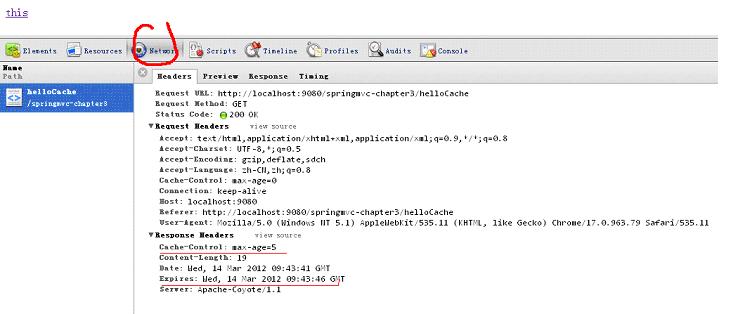 this
Elements Resources Network Scripts Timeline Profiles Audits Console
Name
Path
Headers Preview Response Timing
helloCache
/springmvc-chapter3
Request URL: http://localhost:9080/springmvc-chapter3/helloCache
Request Method: GET
Status Code: 200 OK
Request Headers view source
Accept: text/html,application/xhtml+xml,application/xml;q=0.9,*/*;q=0.8
Accept-Charset: UTF-8,*;q=0.5
Accept-Encoding: gzip,deflate,sdch
Accept-Language: zh-CN,zh;q=0.8
Cache-Control: max-age=0
Connection: keep-alive
Host: localhost:9080
Referer: http://localhost:9080/springmvc-chapter3/helloCache
User-Agent: Mozilla/5.0 (Windows NT 5.1) AppleWebKit/535.11 (KHTML, like Gecko) Chrome/17.0.963.79 Safari/535.11
Response Headers view source
Cache-Control: max-age=5
Content-Length: 19
Date: Wed, 14 Mar 2012 09:43:41 GMT
Expires: Wed, 14 Mar 2012 09:43:46 GMT
Server: Apache-Coyote/1.1